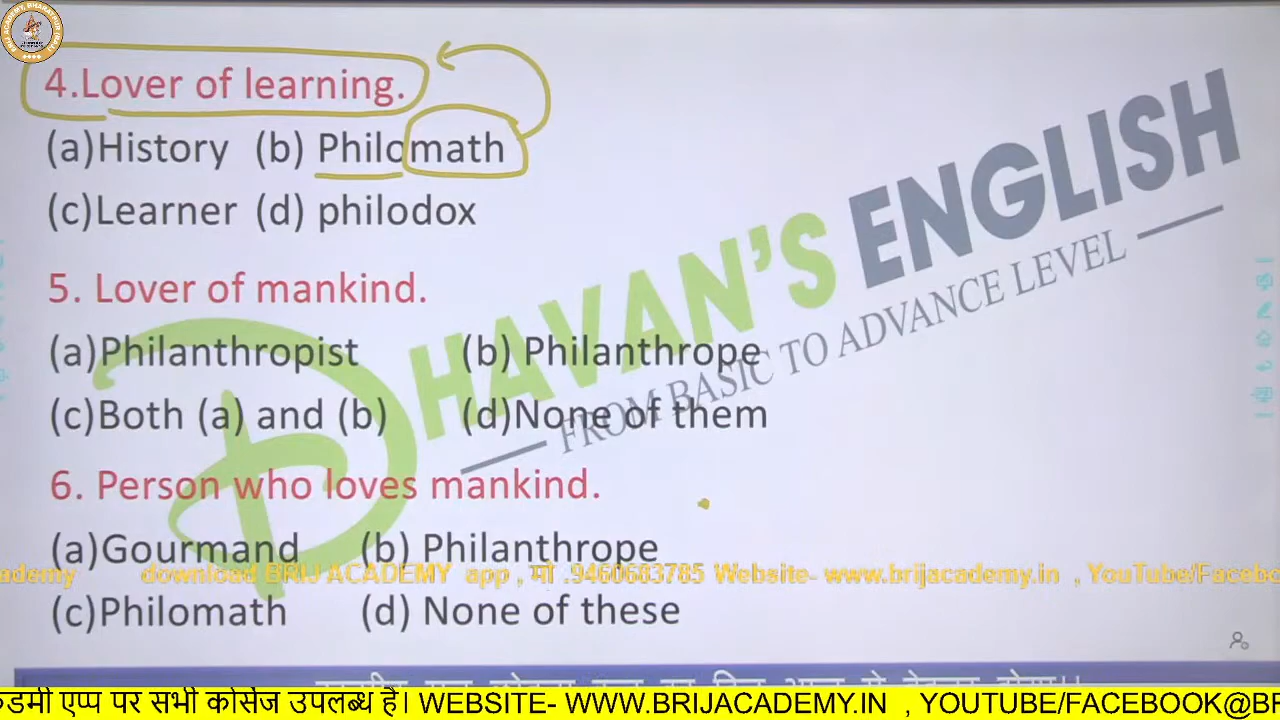 4.Lover of learning.
(a)History (b) Philomath
(c)Learner (d) philodox
5. Lover of mankind.
(a)Philanthropist (b) Philanthrope
(c)Both (a) and (b) (d)None of them
6. Person who loves mankind.
(a)Gourmand (b) Philanthrope
(c)Philomath (d) None of these
DHAVAN'S ENGLISH
FROM BASIC TO ADVANCE LEVEL
ademy download BRIJ ACADEMY app , मो .9460683785 Website- www.brijacademy.in , YouTube/Facebo
कडमी एप्प पर सभी कोर्सेज उपलब्ध हैं। WEBSITE- WWW.BRIJACADEMY.IN , YOUTUBE/FACEBOOK@BR